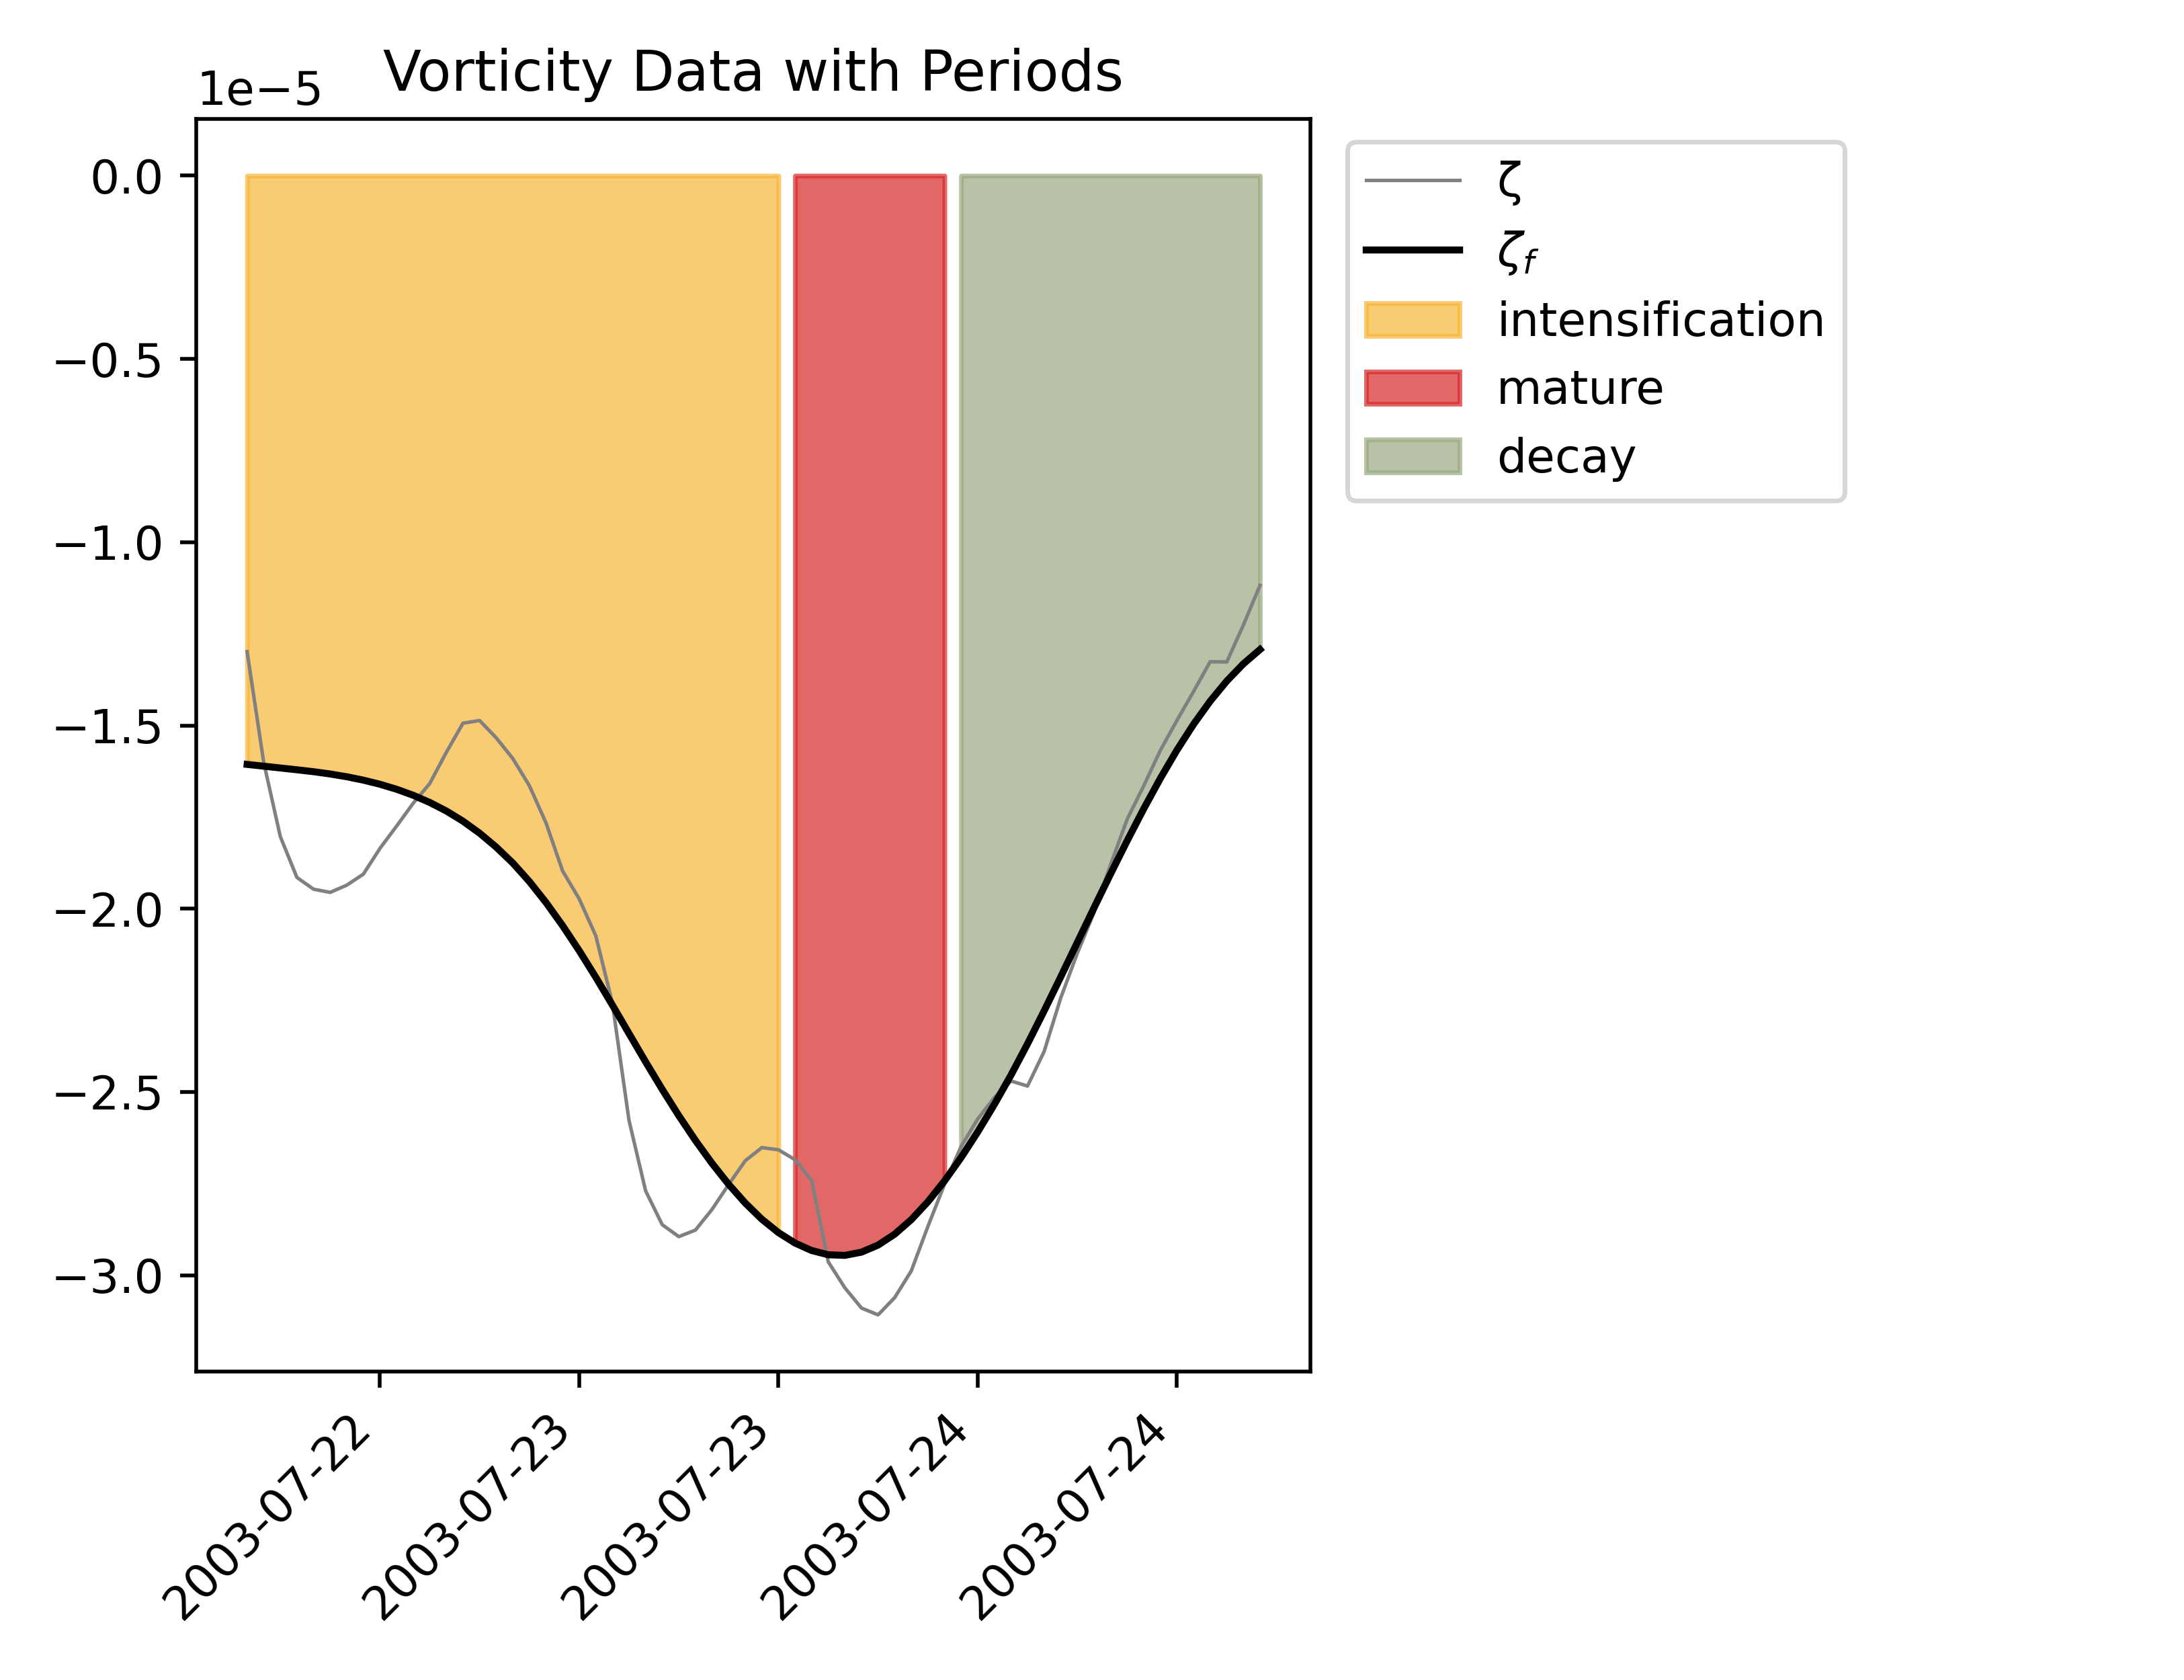 Vorticity Data with Periods
1e−5
0.0
−0.5
−1.0
−1.5
−2.0
−2.5
−3.0
2003-07-22
2003-07-23
2003-07-23
2003-07-24
2003-07-24
ζ
ζf
intensification
mature
decay